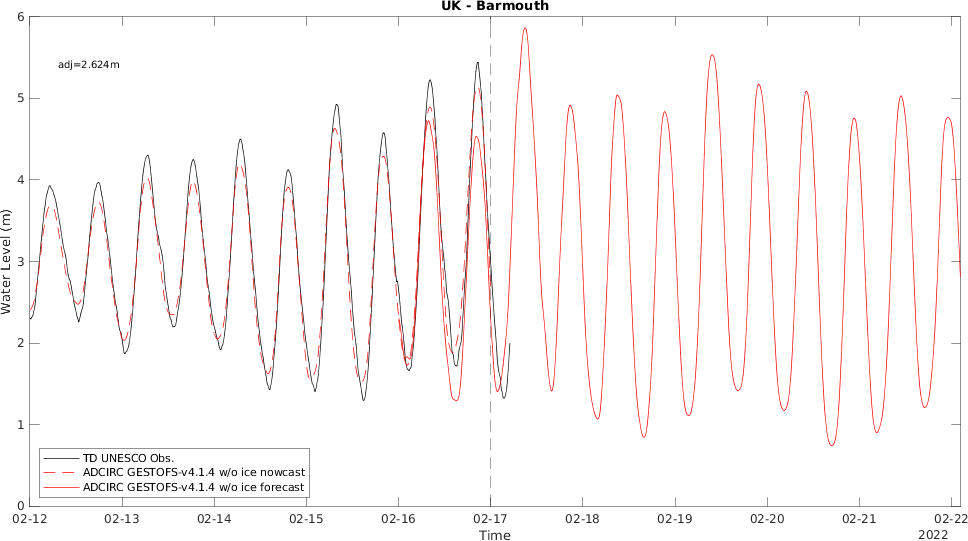 UK - Barmouth
adj=2.624m
Water Level (m)
6
5
4
3
2
1
0
TD UNESCO Obs.
ADCIRC GESTOFS-v4.1.4 w/o ice nowcast
ADCIRC GESTOFS-v4.1.4 w/o ice forecast
02-12 02-13 02-14 02-15 02-16 02-17 02-18 02-19 02-20 02-21 02-22
Time
2022